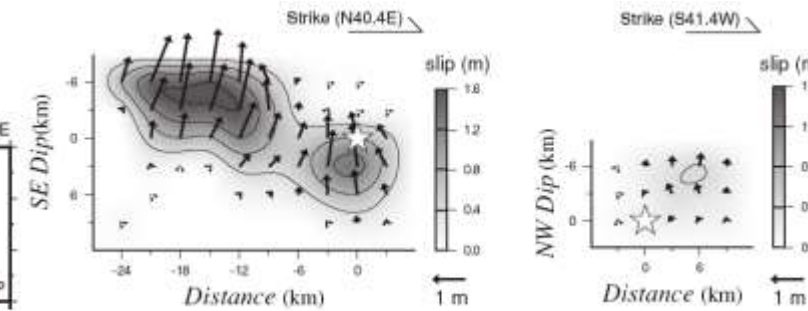 Strike (N40.4E)
slip (m)
1.6
1.2
0.8
0.4
0.0
1 m
SE Dip(km)
-6
0
6
-24 -18 -12 -6 0
Distance (km)
E
Strike (S41.4W)
slip (m
NW Dip (km)
-6
0
0 6
Distance (km)
1 m